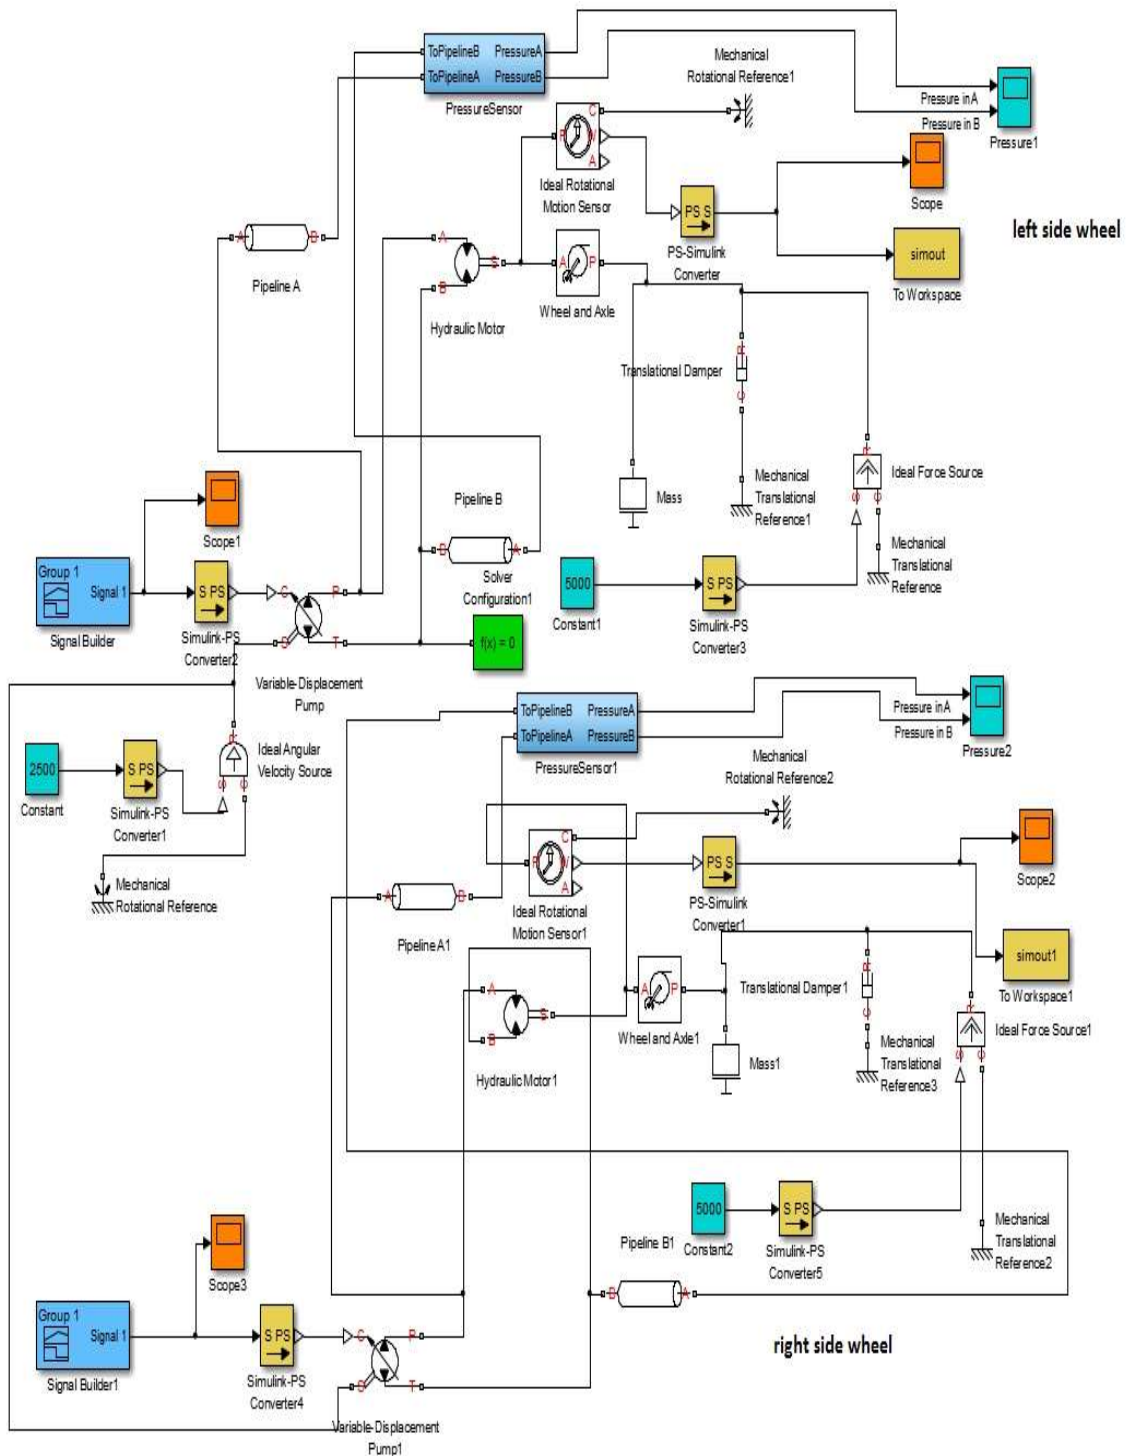 ToPipelineB PressureA
ToPipelineA PressureB
PressureSensor
Mechanical
Rotational Reference1
Pressure in A
Pressure in B
Pressure1
C
R W
A
Ideal Rotational
Motion Sensor
PS S
PS-Simulink
Converter
Scope
left side wheel
simout
To Workspace
A B
Pipeline A
A
B
S
Hydraulic Motor
A P
Wheel and Axle
R
C
Translational Damper
Mass
Mechanical
Translational
Reference1
R
S C
Ideal Force Source
Mechanical
Translational
Reference
Scope1
Pipeline B
B A
Solver
Configuration1
f(x) = 0
Group 1
Signal 1
Signal Builder
S PS
Simulink-PS
Converter2
C P
S T
Variable-Displacement
Pump
5000
Constant1
S PS
Simulink-PS
Converter3
2500
Constant
S PS
Simulink-PS
Converter1
R
S C
Ideal Angular
Velocity Source
Mechanical
Rotational Reference
ToPipelineB PressureA
ToPipelineA PressureB
PressureSensor1
Pressure in A
Pressure in B
Pressure2
Mechanical
Rotational Reference2
C
R W
A
Ideal Rotational
Motion Sensor1
PS S
PS-Simulink
Converter1
Scope2
simout1
To Workspace1
A B
Pipeline A1
A
B
S
Hydraulic Motor1
A P
Wheel and Axle1
Mass1
R
C
Translational Damper1
Mechanical
Translational
Reference3
R
S C
Ideal Force Source1
Mechanical
Translational
Reference2
5000
Constant2
S PS
Simulink-PS
Converter5
Pipeline B1
B A
Scope3
Group 1
Signal 1
Signal Builder1
S PS
Simulink-PS
Converter4
C P
S T
Variable-Displacement
Pump1
right side wheel